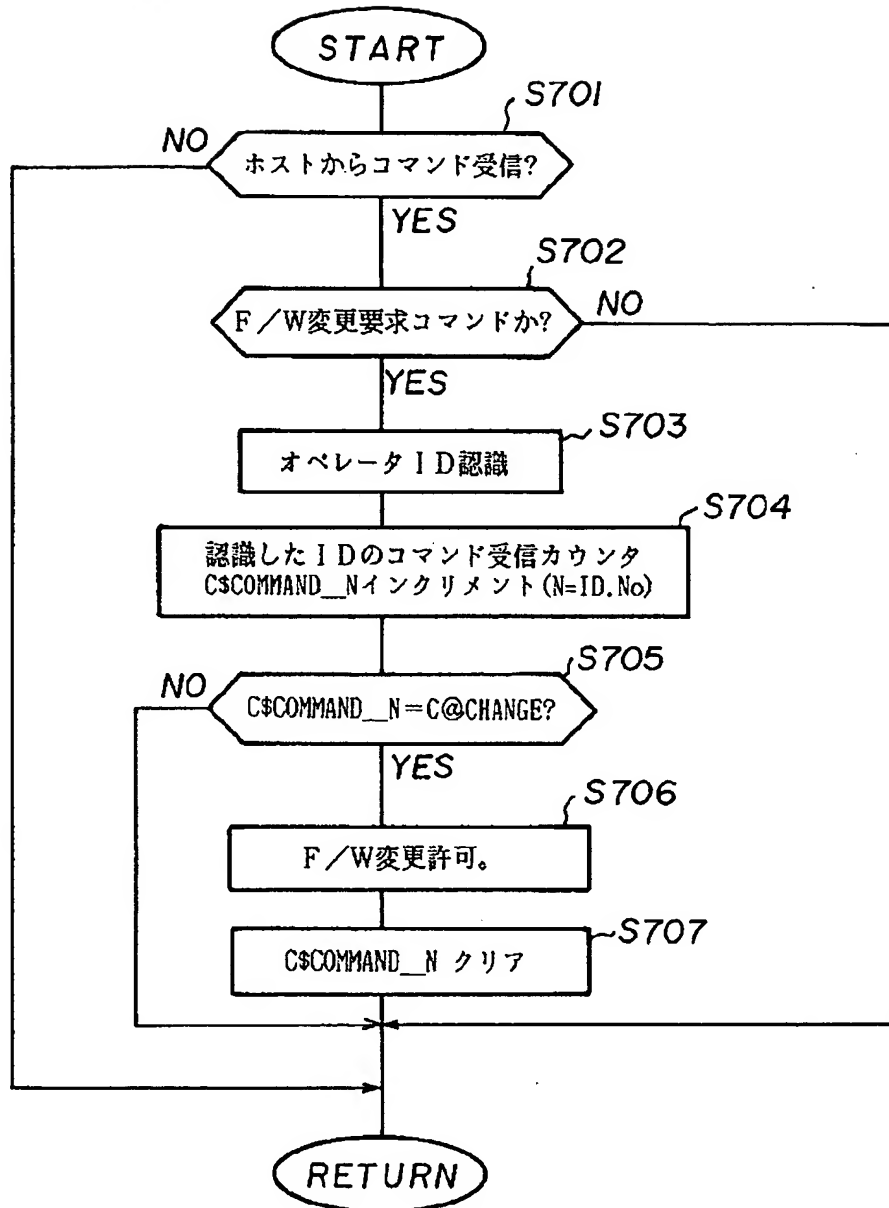 START
S701
NO
ホストからコマンド受信?
YES
S702
F/W変更要求コマンドか?
NO
YES
S703
オペレータID認識
S704
認識したIDのコマンド受信カウンタ
C$COMMAND__Nインクリメント(N=ID.No)
S705
NO
C$COMMAND__N=C@CHANGE?
YES
S706
F/W変更許可。
S707
C$COMMAND__N クリア
RETURN